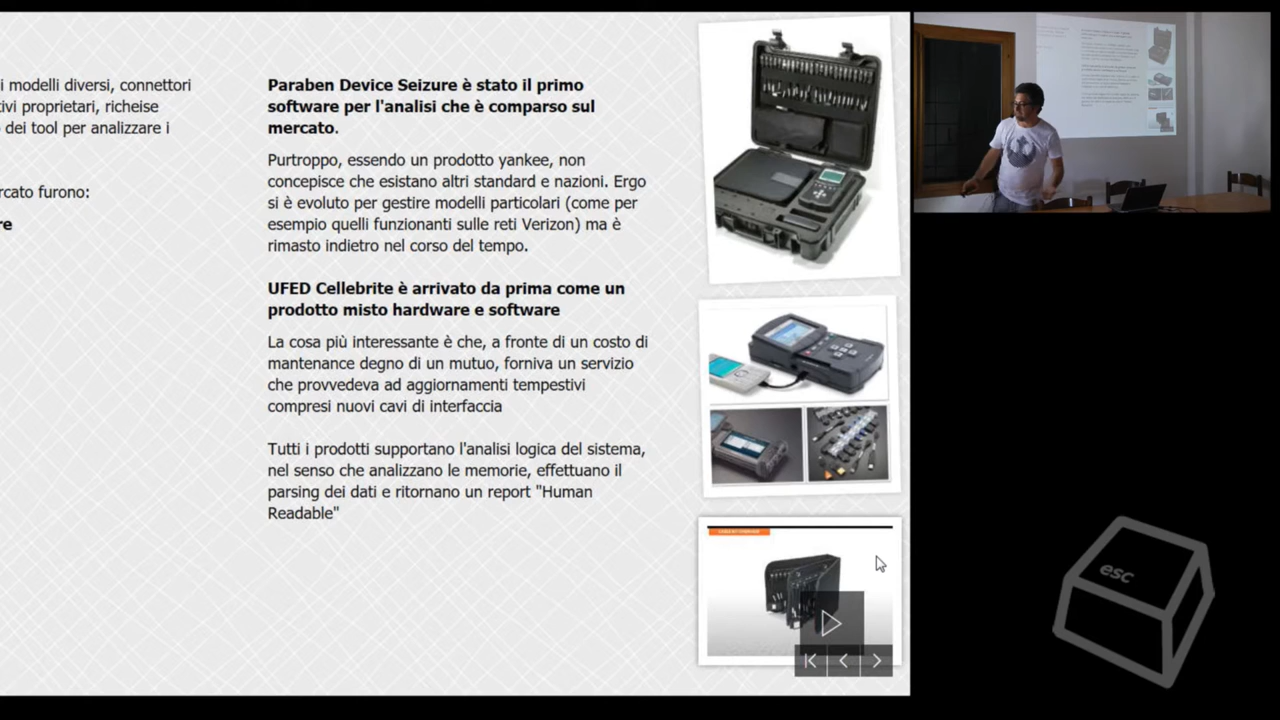 i modelli diversi, connettori
tivi proprietari, richeise
dei tool per analizzare i
rcato furono:
re
Paraben Device Seizure è stato il primo
software per l'analisi che è comparso sul
mercato.
Purtroppo, essendo un prodotto yankee, non
concepisce che esistano altri standard e nazioni. Ergo
si è evoluto per gestire modelli particolari (come per
esempio quelli funzionanti sulle reti Verizon) ma è
rimasto indietro nel corso del tempo.
UFED Cellebrite è arrivato da prima come un
prodotto misto hardware e software
La cosa più interessante è che, a fronte di un costo di
mantenance degno di un mutuo, forniva un servizio
che provvedeva ad aggiornamenti tempestivi
compresi nuovi cavi di interfaccia
Tutti i prodotti supportano l'analisi logica del sistema,
nel senso che analizzano le memorie, effettuano il
parsing dei dati e ritornano un report "Human
Readable"
esc